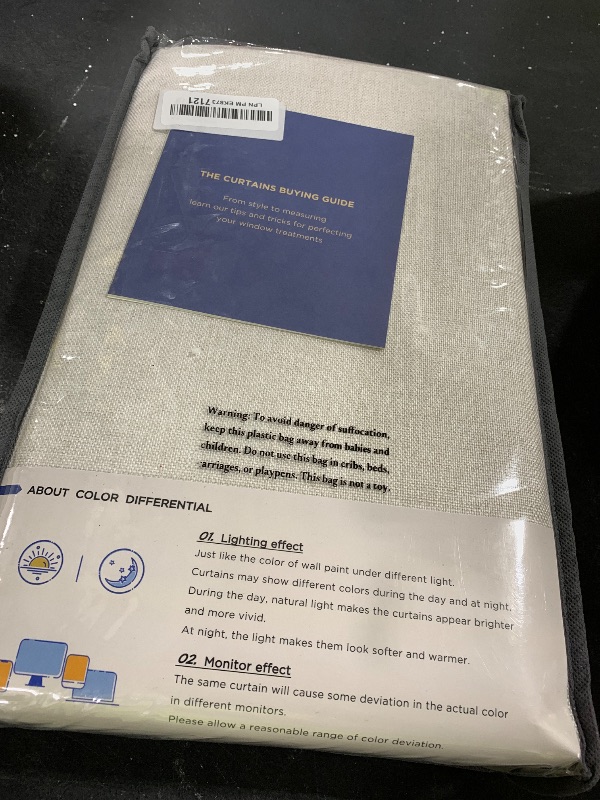 LPN PM EK873 7121
THE CURTAINS BUYING GUIDE
From style to measuring
learn our tips and tricks for perfecting
your window treatments
Warning: To avoid danger of suffocation,
keep this plastic bag away from babies and
children. Do not use this bag in cribs, beds,
arriages, or playpens. This bag is not a toy.
ABOUT COLOR DIFFERENTIAL
01. Lighting effect
Just like the color of wall paint under different light.
Curtains may show different colors during the day and at night.
During the day, natural light makes the curtains appear brighter
and more vivid.
At night, the light makes them look softer and warmer.
02. Monitor effect
The same curtain will cause some deviation in the actual color
in different monitors.
Please allow a reasonable range of color deviation.